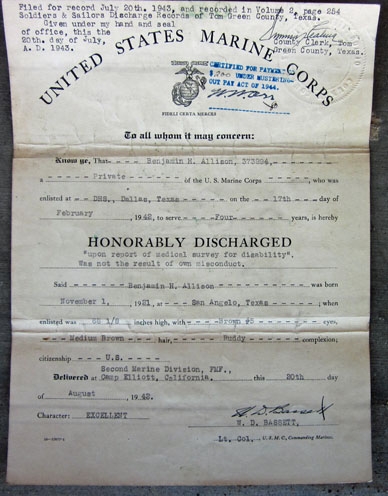 Filed for record July 20th. 1943, and recorded in Volume 2, page 254
Soldiers & Sailors Discharge Records of Tom Green County, Texas.
Given under my hand and seal
of office, this the
20th. day of July,
A. D. 1943.
County Clerk, Tom
Green County, Texas.
UNITED STATES MARINE CORPS
CERTIFIED FOR PAYMENT OF
UNDER MUSTERING-
OUT PAY ACT OF 1944.
To all whom it may concern:
Know ye, That - - - - - Benjamin H. Allison, 373804, - - - - - -
a - - - - Private - - - - of the U. S. Marine Corps - - - - - , who was
enlisted at - - DHS., Dallas, Texas - - - - on the - - 17th - - day of
February - - - - , 1942, to serve - - - Four - - - - years, is hereby
HONORABLY DISCHARGED
"upon report of medical survey for disability".
Was not the result of own misconduct.
Said - - - - - Benjamin H. Allison - - - - - - was born
November 1, - - - - , 1921, at - - - San Angelo, Texas - - - ; when
enlisted was - - 65 1/2 - - inches high, with - - Brown - - eyes,
- - - Medium Brown - - hair, - - - Ruddy - - - complexion;
citizenship - U.S. - - - - - - - -
Second Marine Division, FMF.,
Delivered at Camp Elliott, California. this 20th day
of August , 1942.
Character: EXCELLENT
W. D. Bassett
W. D. BASSETT,
Lt. Col., U. S. M. C., Commanding Marines.